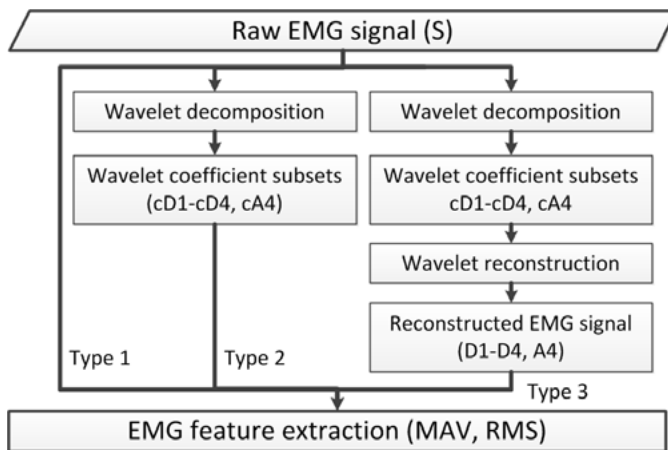 Raw EMG signal (S)
Wavelet decomposition
Wavelet coefficient subsets
(cD1-cD4, cA4)
Wavelet decomposition
Wavelet coefficient subsets
cD1-cD4, cA4
Wavelet reconstruction
Reconstructed EMG signal
(D1-D4, A4)
Type 1
Type 2
Type 3
EMG feature extraction (MAV, RMS)